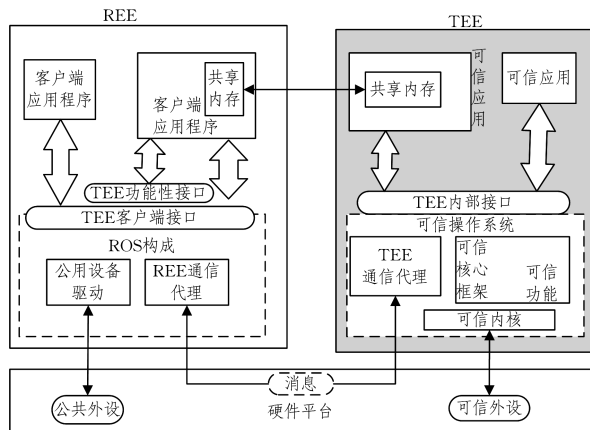 REE
TEE
客户端
应用程序
共享
内存
客户端
应用程序
共享内存
可信应用
可信应用
TEE功能性接口
TEE客户端接口
TEE内部接口
ROS构成
公用设备
驱动
REE通信
代理
可信操作系统
TEE
通信代理
可信
核心
框架
可信
功能
可信内核
消息
硬件平台
公共外设
可信外设